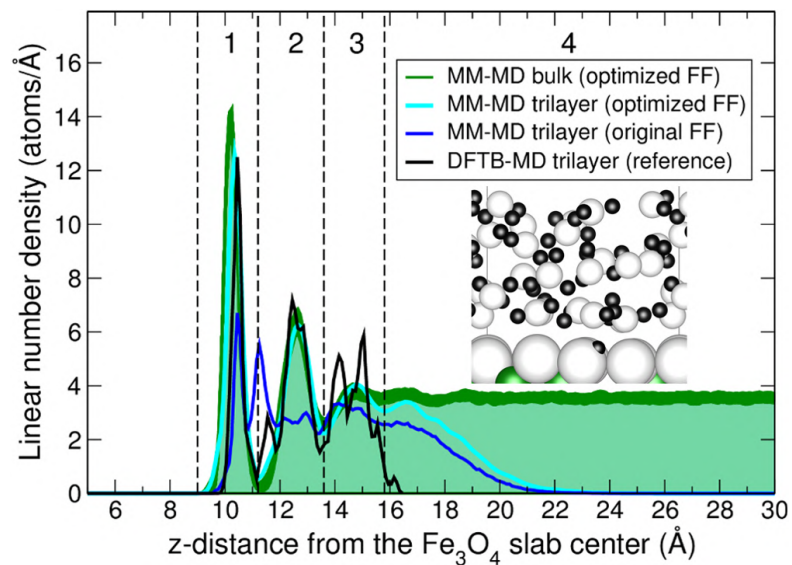 1 2 3 4
MM-MD bulk (optimized FF)
MM-MD trilayer (optimized FF)
MM-MD trilayer (original FF)
DFTB-MD trilayer (reference)
Linear number density (atoms/Å)
16
14
12
10
8
6
4
2
0
6 8 10 12 14 16 18 20 22 24 26 28 30
z-distance from the Fe₃O₄ slab center (Å)